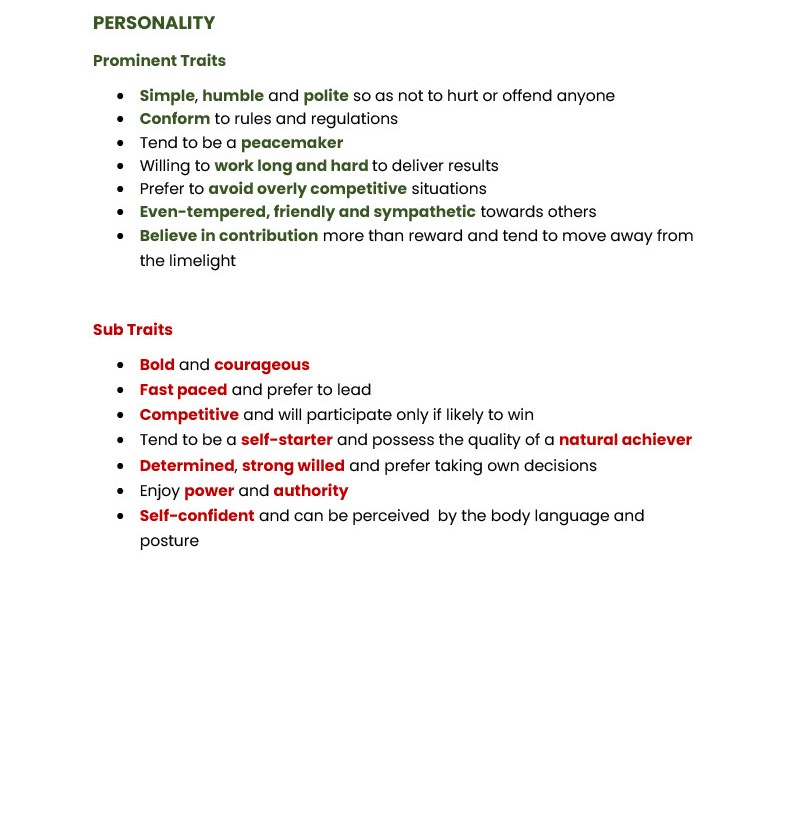 PERSONALITY
Prominent Traits
• Simple, humble and polite so as not to hurt or offend anyone
• Conform to rules and regulations
• Tend to be a peacemaker
• Willing to work long and hard to deliver results
• Prefer to avoid overly competitive situations
• Even-tempered, friendly and sympathetic towards others
• Believe in contribution more than reward and tend to move away from
the limelight
Sub Traits
• Bold and courageous
• Fast paced and prefer to lead
• Competitive and will participate only if likely to win
• Tend to be a self-starter and possess the quality of a natural achiever
• Determined, strong willed and prefer taking own decisions
• Enjoy power and authority
• Self-confident and can be perceived  by the body language and
posture